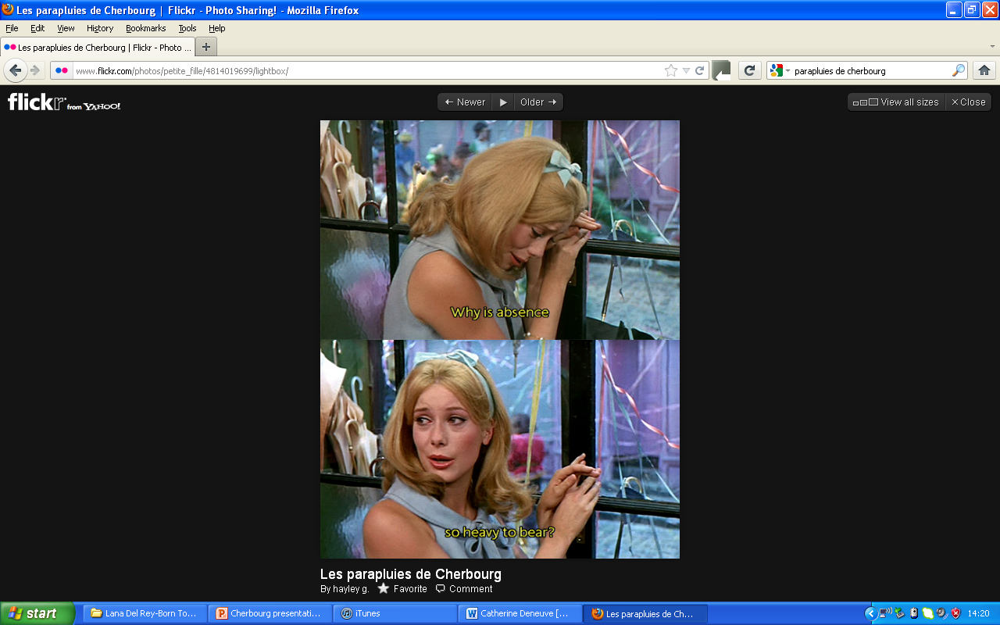 Les parapluies de Cherbourg | Flickr - Photo Sharing! - Mozilla Firefox
File Edit View History Bookmarks Tools Help
Les parapluies de Cherbourg | Flickr - Photo ...
www.flickr.com/photos/petite_fille/4814019699/lightbox/
parapluies de cherbourg
flickr from YAHOO!
← Newer
Older →
View all sizes
× Close
Why is absence
so heavy to bear?
Les parapluies de Cherbourg
By hayley g. Favorite Comment
start
Lana Del Rey-Born To...
Cherbourg presentati...
iTunes
Catherine Deneuve [...
Les parapluies de Ch...
14:20